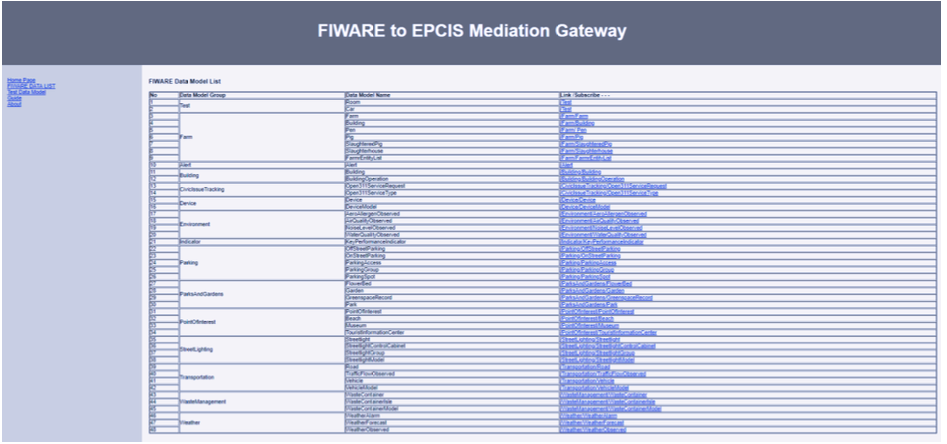 FIWARE to EPCIS Mediation Gateway
Home Page
FIWARE DATA LIST
Test Data Model
Guide
About
FIWARE Data Model List
No Data Model Group Data Model Name Link /Subscribe - - -
1 Test Room /Test
2 Car /Test
3 Farm Farm /Farm/Farm
4 Building /Farm/Building
5 Pen /Farm/ Pen
6 Pig /Farm/Pig
7 SlaughteredPig /Farm/SlaughteredPig
8 Slaughterhouse /Farm/Slaughterhouse
9 FarmEntityList /Farm/FarmEntityList
10 Alert Alert /Alert
11 Building Building /Building/Building
12 BuildingOperation /Building/BuildingOperation
13 CivicIssueTracking Open311ServiceRequest /CivicIssueTracking/Open311ServiceRequest
14 Open311ServiceType /CivicIssueTracking/Open311ServiceType
15 Device Device /Device/Device
16 DeviceModel /Device/DeviceModel
17 Environment AeroAllergenObserved /Environment/AeroAllergenObserved
18 AirQualityObserved /Environment/AirQualityObserved
19 NoiseLevelObserved /Environment/NoiseLevelObserved
20 WaterQualityObserved /Environment/WaterQualityObserved
21 Indicator KeyPerformanceIndicator /Indicator/KeyPerformanceIndicator
22 Parking OffStreetParking /Parking/OffStreetParking
23 OnStreetParking /Parking/OnStreetParking
24 ParkingAccess /Parking/ParkingAccess
25 ParkingGroup /Parking/ParkingGroup
26 ParkingSpot /Parking/ParkingSpot
27 ParksAndGardens FlowerBed /ParksAndGardens/FlowerBed
28 Garden /ParksAndGardens/Garden
29 GreenspaceRecord /ParksAndGardens/GreenspaceRecord
30 Park /ParksAndGardens/Park
31 PointOfInterest PointOfInterest /PointOfInterest/PointOfInterest
32 Beach /PointOfInterest/Beach
33 Museum /PointOfInterest/Museum
34 TouristInformationCenter /PointOfInterest/TouristInformationCenter
35 StreetLighting Streetlight /StreetLighting/Streetlight
36 StreetlightControlCabinet /StreetLighting/StreetlightControlCabinet
37 StreetlightGroup /StreetLighting/StreetlightGroup
38 StreetlightModel /StreetLighting/StreetlightModel
39 Transportation Road /Transportation/Road
40 TrafficFlowObserved /Transportation/TrafficFlowObserved
41 Vehicle /Transportation/Vehicle
42 VehicleModel /Transportation/VehicleModel
43 WasteManagement WasteContainer /WasteManagement/WasteContainer
44 WasteContainerIsle /WasteManagement/WasteContainerIsle
45 WasteContainerModel /WasteManagement/WasteContainerModel
46 Weather WeatherAlarm /Weather/WeatherAlarm
47 WeatherForecast /Weather/WeatherForecast
48 WeatherObserved /Weather/WeatherObserved